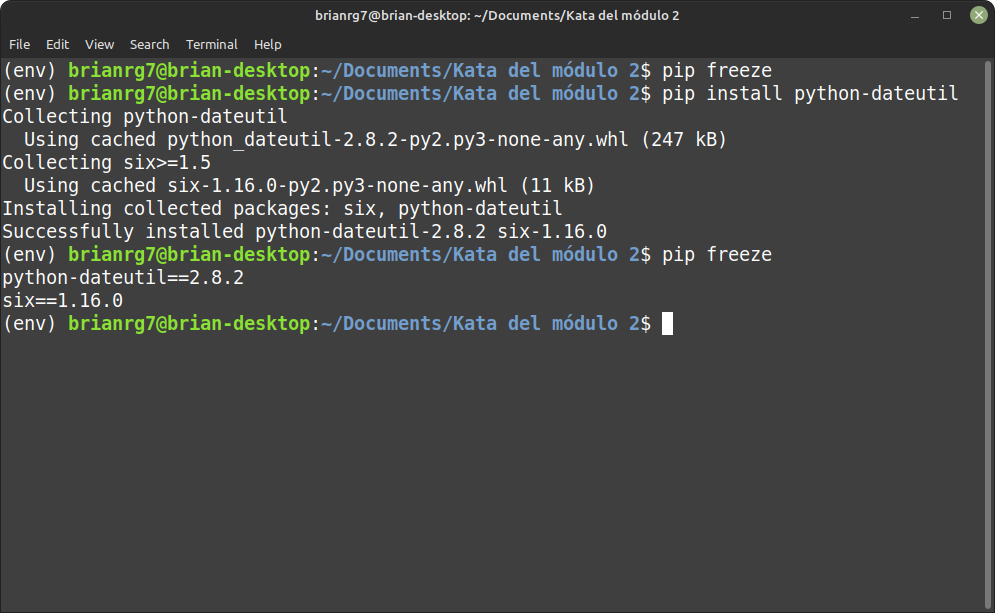 brianrg7@brian-desktop: ~/Documents/Kata del módulo 2
File Edit View Search Terminal Help
(env) brianrg7@brian-desktop:~/Documents/Kata del módulo 2$ pip freeze
(env) brianrg7@brian-desktop:~/Documents/Kata del módulo 2$ pip install python-dateutil
Collecting python-dateutil
  Using cached python_dateutil-2.8.2-py2.py3-none-any.whl (247 kB)
Collecting six>=1.5
  Using cached six-1.16.0-py2.py3-none-any.whl (11 kB)
Installing collected packages: six, python-dateutil
Successfully installed python-dateutil-2.8.2 six-1.16.0
(env) brianrg7@brian-desktop:~/Documents/Kata del módulo 2$ pip freeze
python-dateutil==2.8.2
six==1.16.0
(env) brianrg7@brian-desktop:~/Documents/Kata del módulo 2$